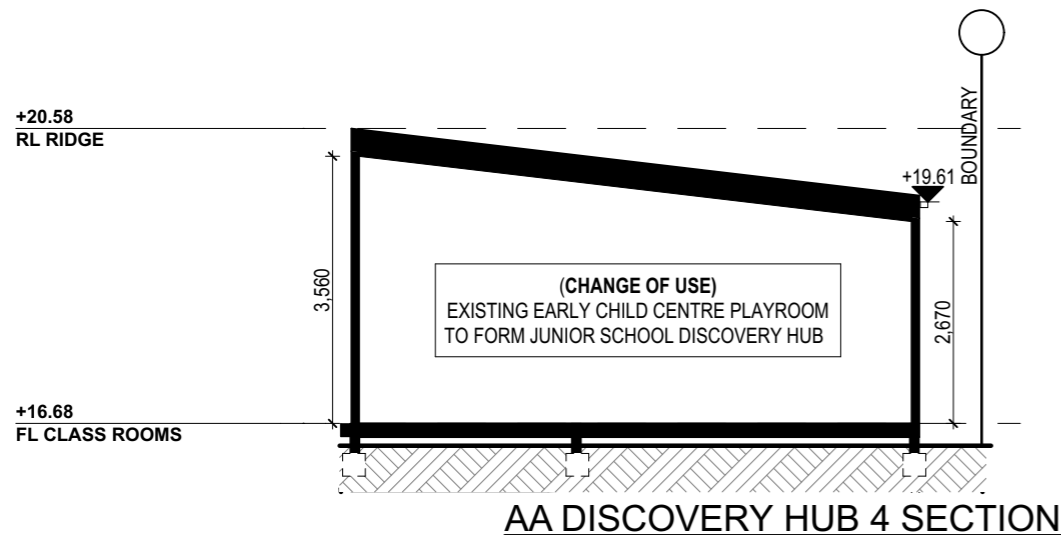 +20.58
RL RIDGE
BOUNDARY
+19.61
3,560
(CHANGE OF USE)
EXISTING EARLY CHILD CENTRE PLAYROOM
TO FORM JUNIOR SCHOOL DISCOVERY HUB
2,670
+16.68
FL CLASS ROOMS
AA DISCOVERY HUB 4 SECTION